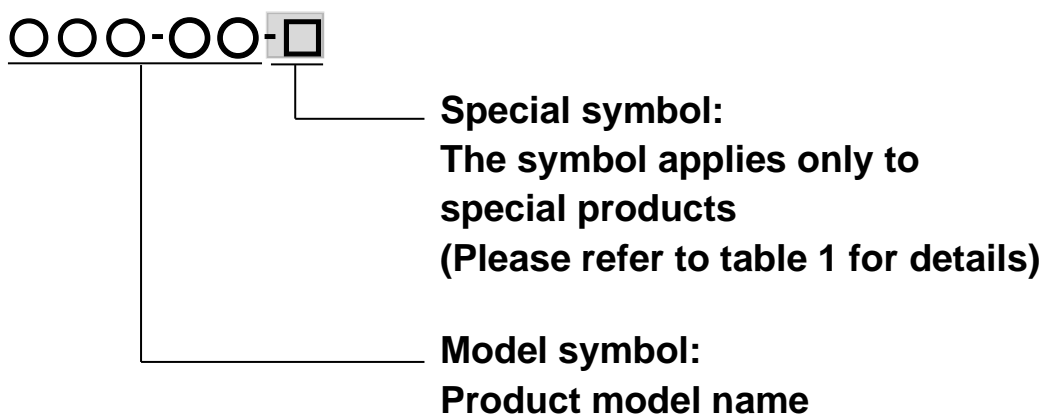 ○○○-○○-□
Special symbol:
The symbol applies only to
special products
(Please refer to table 1 for details)
Model symbol:
Product model name